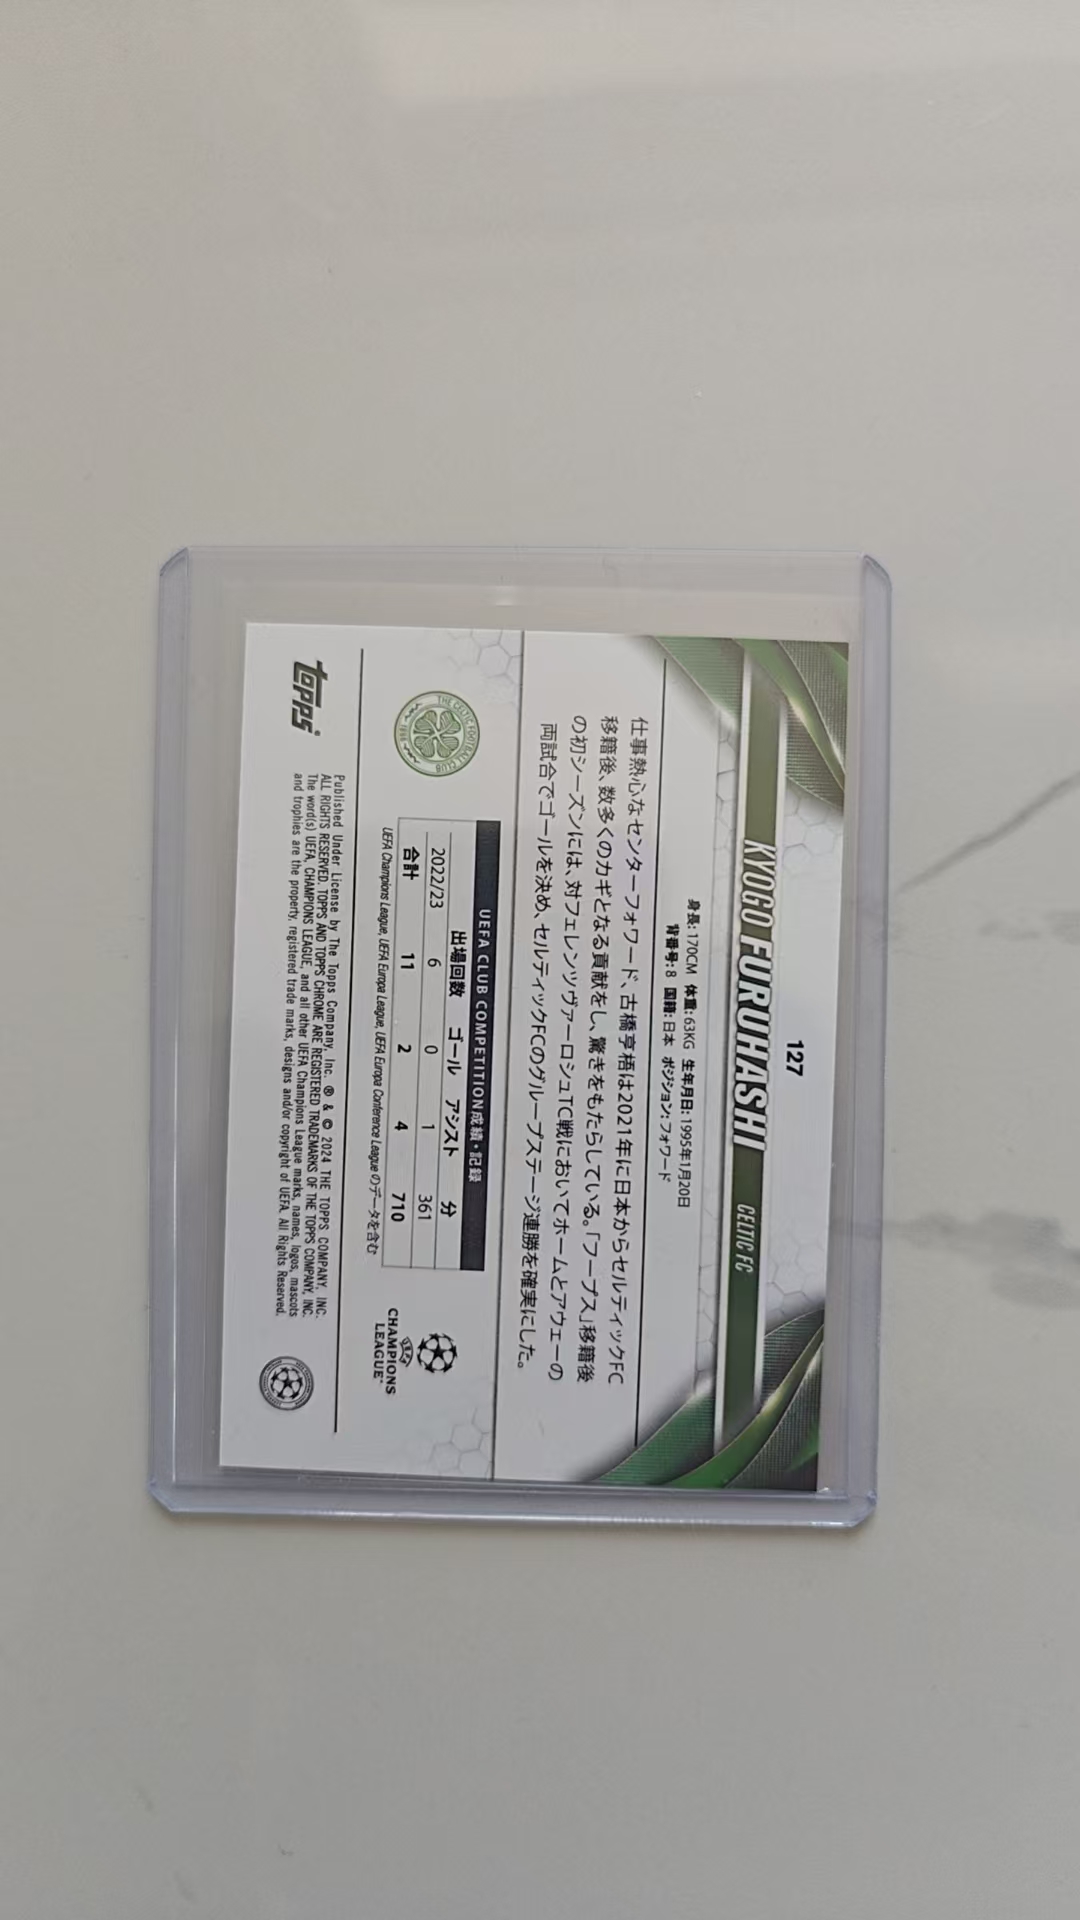 127
KYOGO FURUHASHI CELTIC FC
身長: 170CM 体重: 63KG 生年月日: 1995年1月20日
背番号: 8 国籍: 日本 ポジション: フォワード
仕事熱心なセンターフォワード、古橋亨梧は2021年に日本からセルティックFC
移籍後、数多くのカギとなる貢献をし、驚きをもたらしている。「フープス」移籍後
の初シーズンには、対フェレンツヴァーロシュTC戦においてホームとアウェーの
両試合でゴールを決め、セルティックFCのグループステージ連勝を確実にした。
UEFA CLUB COMPETITION成績・記録
出場回数 ゴール アシスト 分
2022/23 6 0 1 361
合計 11 2 4 710
UEFA Champions League, UEFA Europa League, UEFA Europa Conference League のデータを含む
THE CELTIC FOOTBALL CLUB
1888
UEFA
CHAMPIONS
LEAGUE
topps
Published Under License by The Topps Company, Inc. ® & © 2024 THE TOPPS COMPANY, INC.
ALL RIGHTS RESERVED. TOPPS AND TOPPS CHROME ARE REGISTERED TRADEMARKS OF THE TOPPS COMPANY, INC.
The word(s) UEFA, CHAMPIONS LEAGUE, and all other UEFA Champions League marks, names, logos, mascots
and trophies are the property, registered trade marks, designs and/or copyright of UEFA. All Rights Reserved.